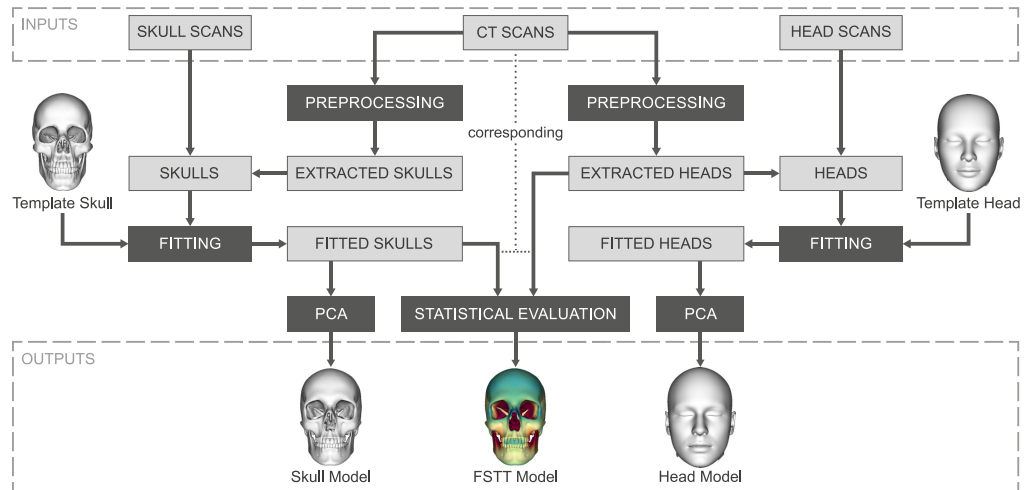 INPUTS
SKULL SCANS
CT SCANS
HEAD SCANS
PREPROCESSING
PREPROCESSING
corresponding
SKULLS
EXTRACTED SKULLS
EXTRACTED HEADS
HEADS
Template Skull
Template Head
FITTING
FITTED SKULLS
FITTED HEADS
FITTING
PCA
STATISTICAL EVALUATION
PCA
OUTPUTS
Skull Model
FSTT Model
Head Model